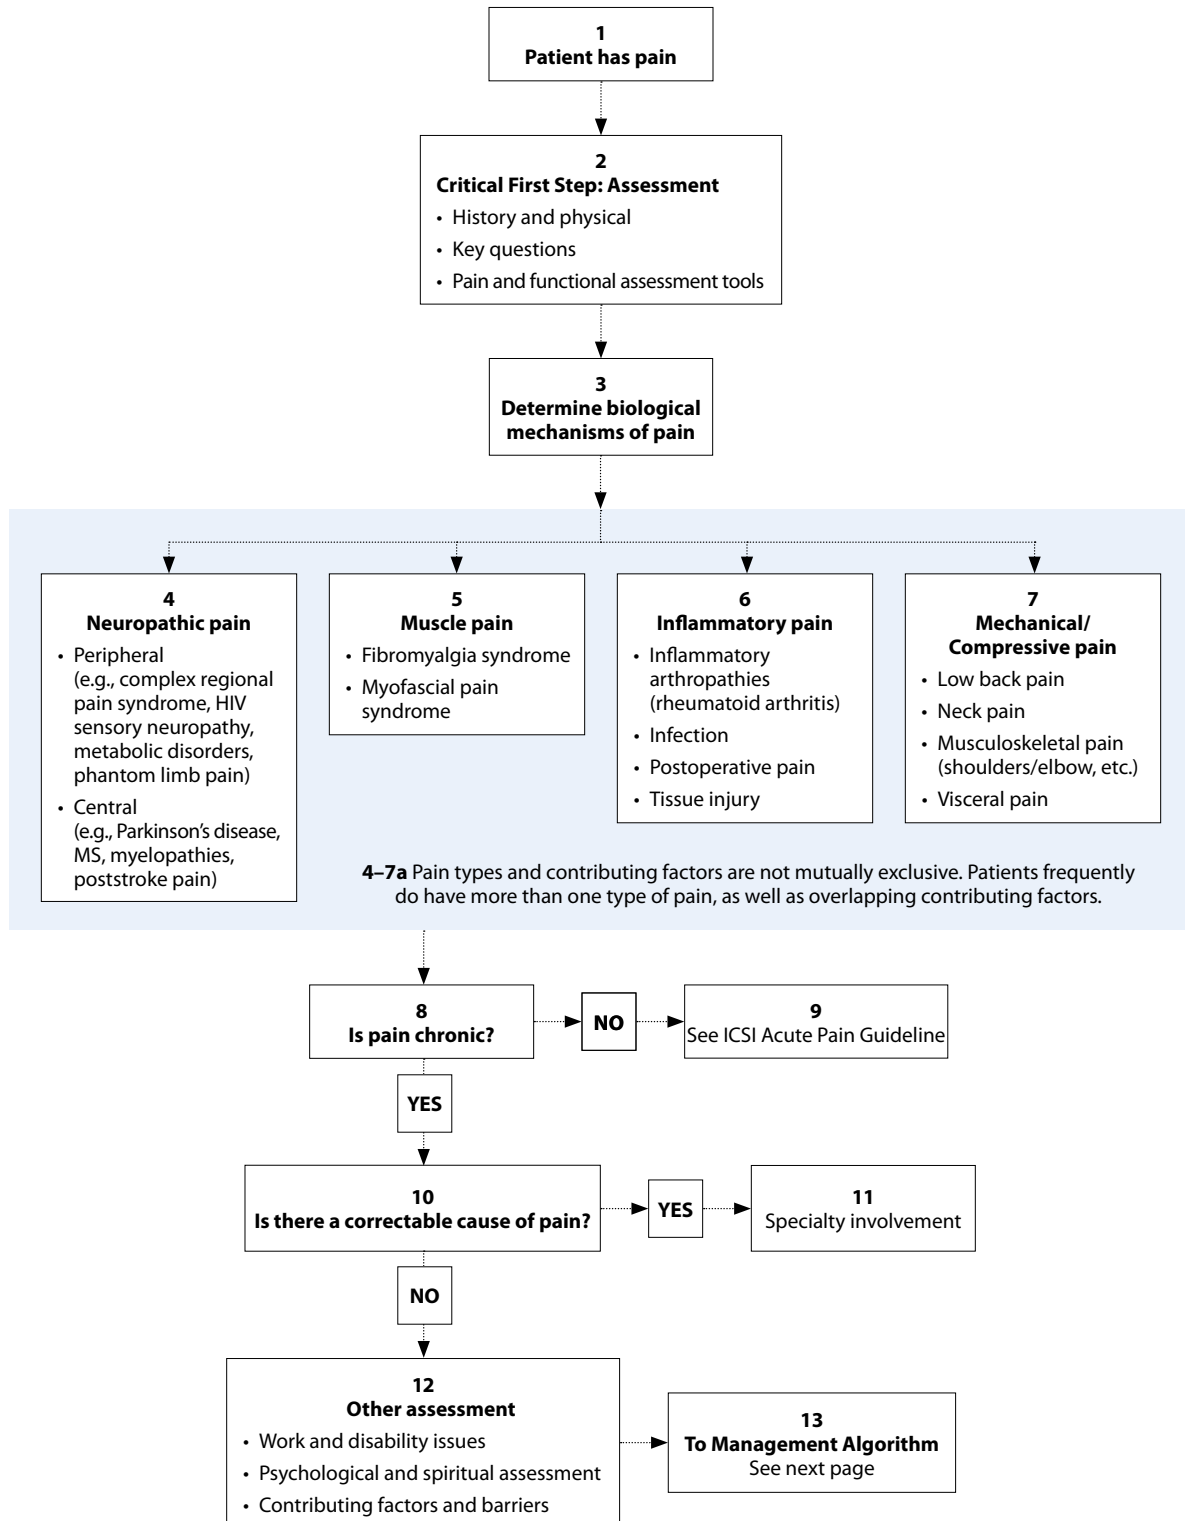 1
Patient has pain
2
Critical First Step: Assessment
• History and physical
• Key questions
• Pain and functional assessment tools
3
Determine biological
mechanisms of pain
4
Neuropathic pain
• Peripheral
(e.g., complex regional
pain syndrome, HIV
sensory neuropathy,
metabolic disorders,
phantom limb pain)
• Central
(e.g., Parkinson's disease,
MS, myelopathies,
poststroke pain)
5
Muscle pain
• Fibromyalgia syndrome
• Myofascial pain
syndrome
6
Inflammatory pain
• Inflammatory
arthropathies
(rheumatoid arthritis)
• Infection
• Postoperative pain
• Tissue injury
7
Mechanical/
Compressive pain
• Low back pain
• Neck pain
• Musculoskeletal pain
(shoulders/elbow, etc.)
• Visceral pain
4–7a Pain types and contributing factors are not mutually exclusive. Patients frequently
do have more than one type of pain, as well as overlapping contributing factors.
8
Is pain chronic?
NO
9
See ICSI Acute Pain Guideline
YES
10
Is there a correctable cause of pain?
YES
11
Specialty involvement
NO
12
Other assessment
• Work and disability issues
• Psychological and spiritual assessment
• Contributing factors and barriers
13
To Management Algorithm
See next page